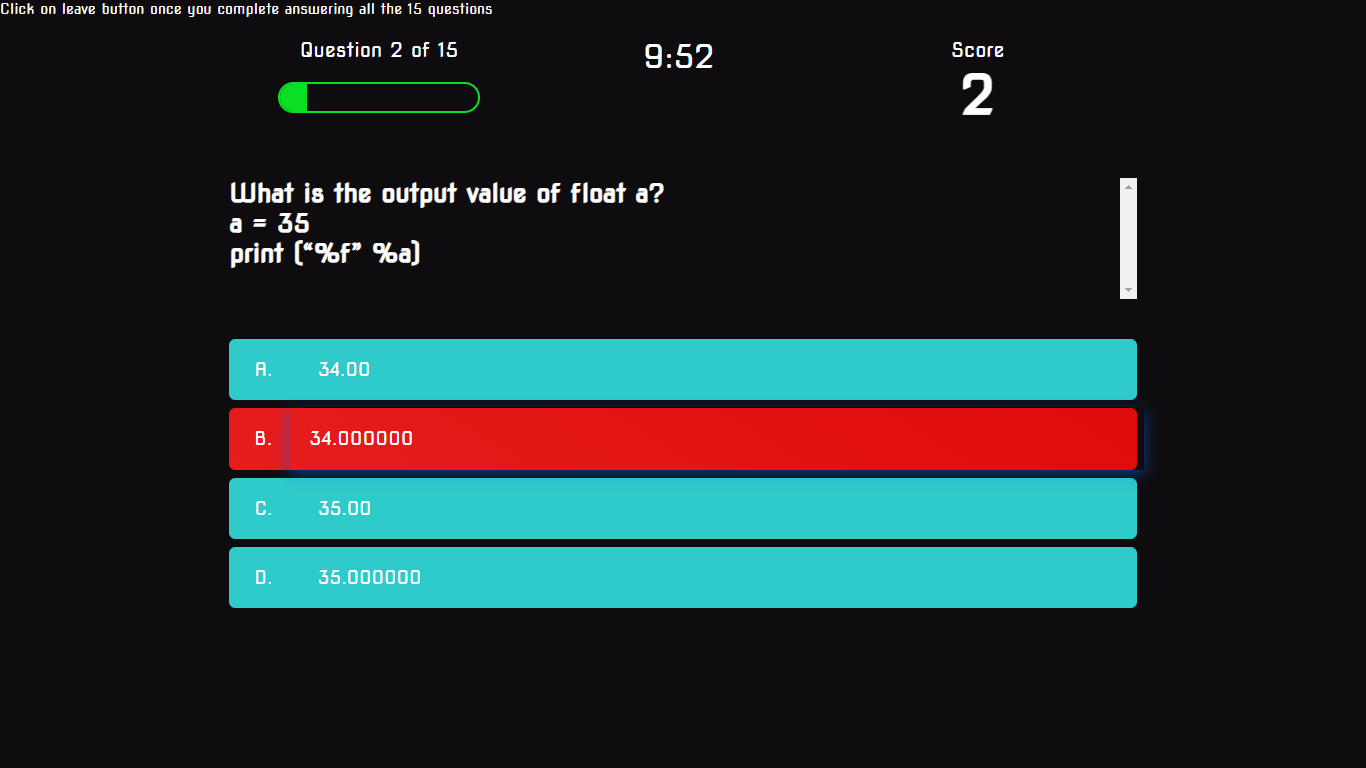 Click on leave button once you complete answering all the 15 questions
Question 2 of 15
9:52
Score
2
What is the output value of float a?
a = 35
print (“%f” %a)
A. 34.00
B. 34.000000
C. 35.00
D. 35.000000